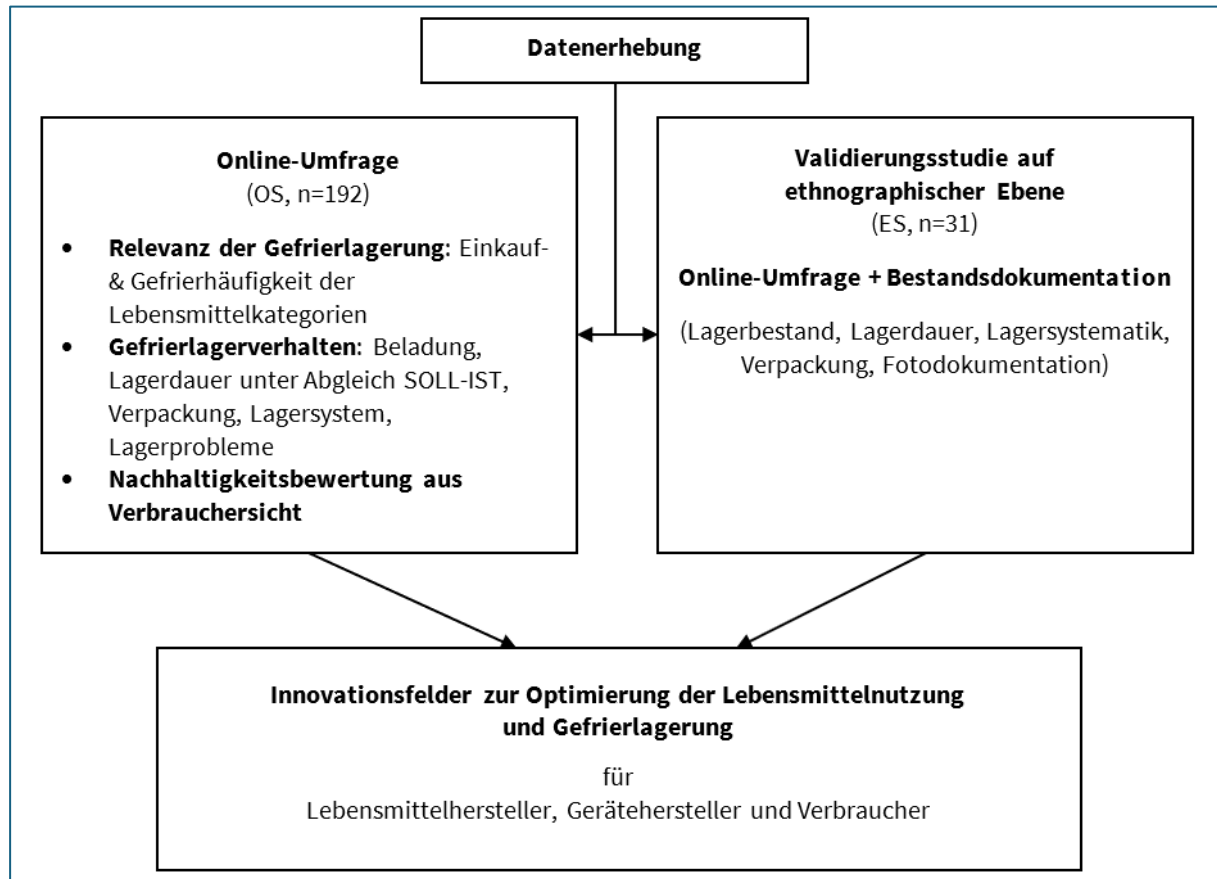 Datenerhebung
Online-Umfrage
(OS, n=192)
• Relevanz der Gefrierlagerung: Einkauf-
& Gefrierhäufigkeit der
Lebensmittelkategorien
• Gefrierlagerverhalten: Beladung,
Lagerdauer unter Abgleich SOLL-IST,
Verpackung, Lagersystem,
Lagerprobleme
• Nachhaltigkeitsbewertung aus
Verbrauchersicht
Validierungsstudie auf
ethnographischer Ebene
(ES, n=31)
Online-Umfrage + Bestandsdokumentation
(Lagerbestand, Lagerdauer, Lagersystematik,
Verpackung, Fotodokumentation)
Innovationsfelder zur Optimierung der Lebensmittelnutzung
und Gefrierlagerung
für
Lebensmittelhersteller, Gerätehersteller und Verbraucher